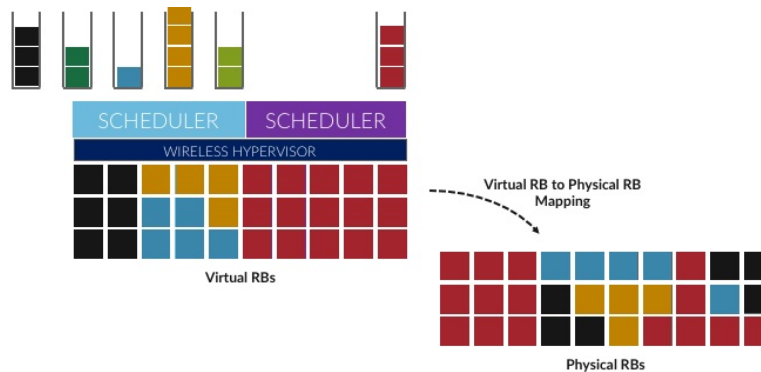 SCHEDULER
SCHEDULER
WIRELESS HYPERVISOR
Virtual RB to Physical RB
Mapping
Virtual RBs
Physical RBs